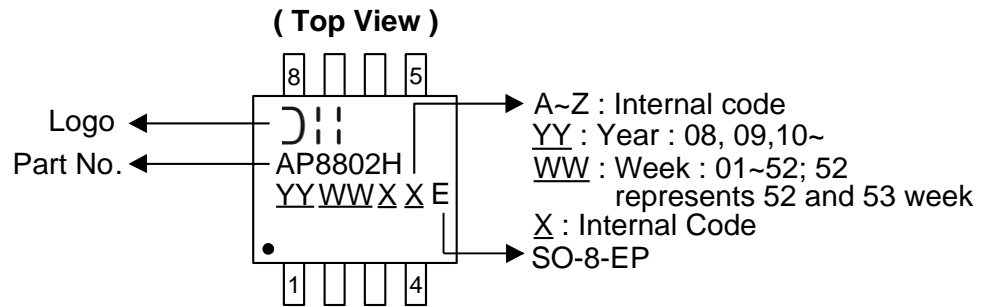 ( Top View )
8 5
A~Z : Internal code
Logo
YY : Year : 08, 09,10~
Part No.
AP8802H
WW : Week : 01~52; 52
represents 52 and 53 week
YY WW X X E
X : Internal Code
SO-8-EP
1 4